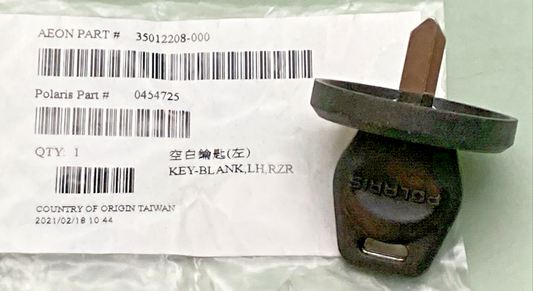 AEON PART # 35012208-000
Polaris Part # 0454725
QTY: 1
空白鑰匙(左)
KEY-BLANK,LH,RZR
COUNTRY OF ORIGIN TAIWAN
2021/02/18 10:44
POLARIS